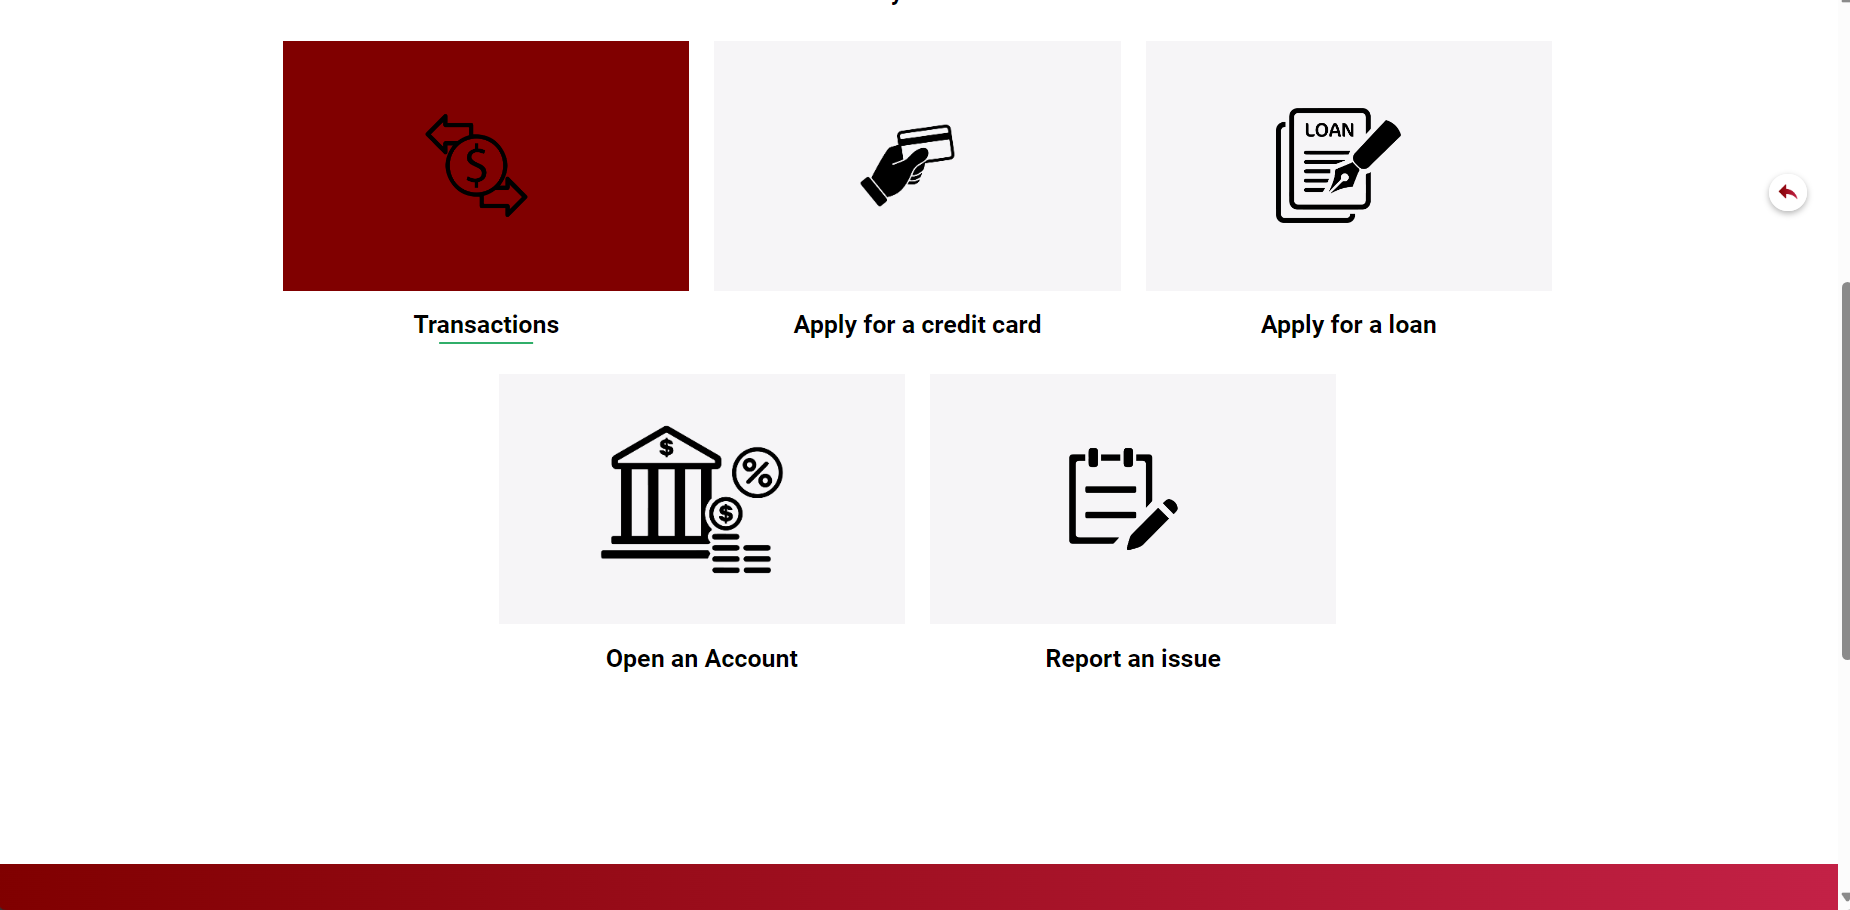 LOAN
Transactions
Apply for a credit card
Apply for a loan
$
%
$
$
Open an Account
Report an issue